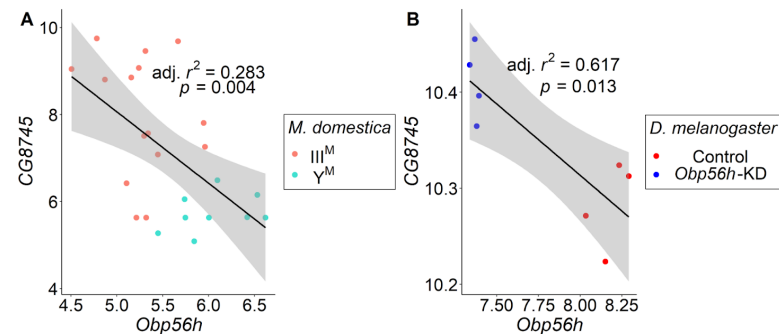 A
CG8745
10
8
6
4
4.5 5.0 5.5 6.0 6.5
Obp56h
adj. r² = 0.283
p = 0.004
M. domestica
IIIᴹ
Yᴹ
B
CG8745
10.4
10.3
10.2
7.50 7.75 8.00 8.25
Obp56h
adj. r² = 0.617
p = 0.013
D. melanogaster
Control
Obp56h-KD